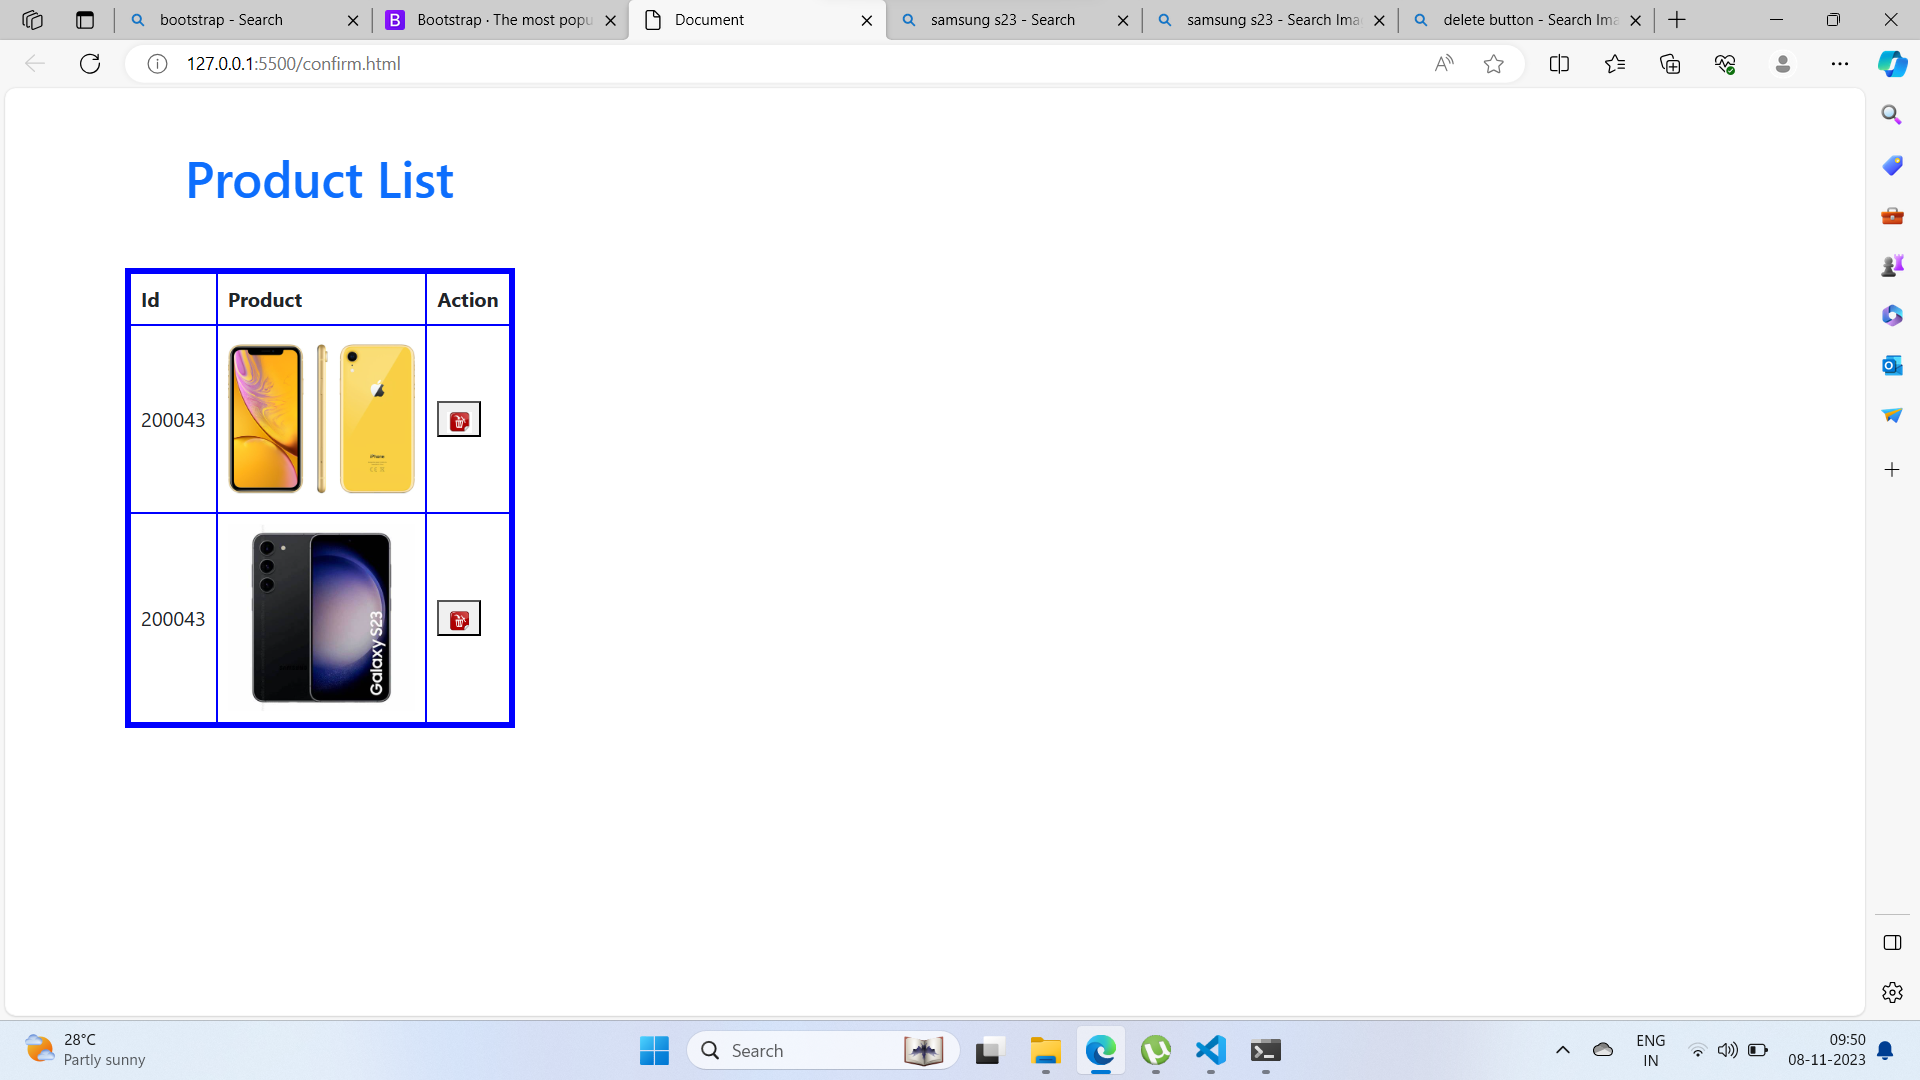 bootstrap - Search
Bootstrap · The most popu
Document
samsung s23 - Search
samsung s23 - Search Ima
delete button - Search Ima
127.0.0.1:5500/confirm.html
Product List
Id Product Action
200043
iPhone
200043
Galaxy S23
28°C
Partly sunny
Search
ENG
IN
09:50
08-11-2023